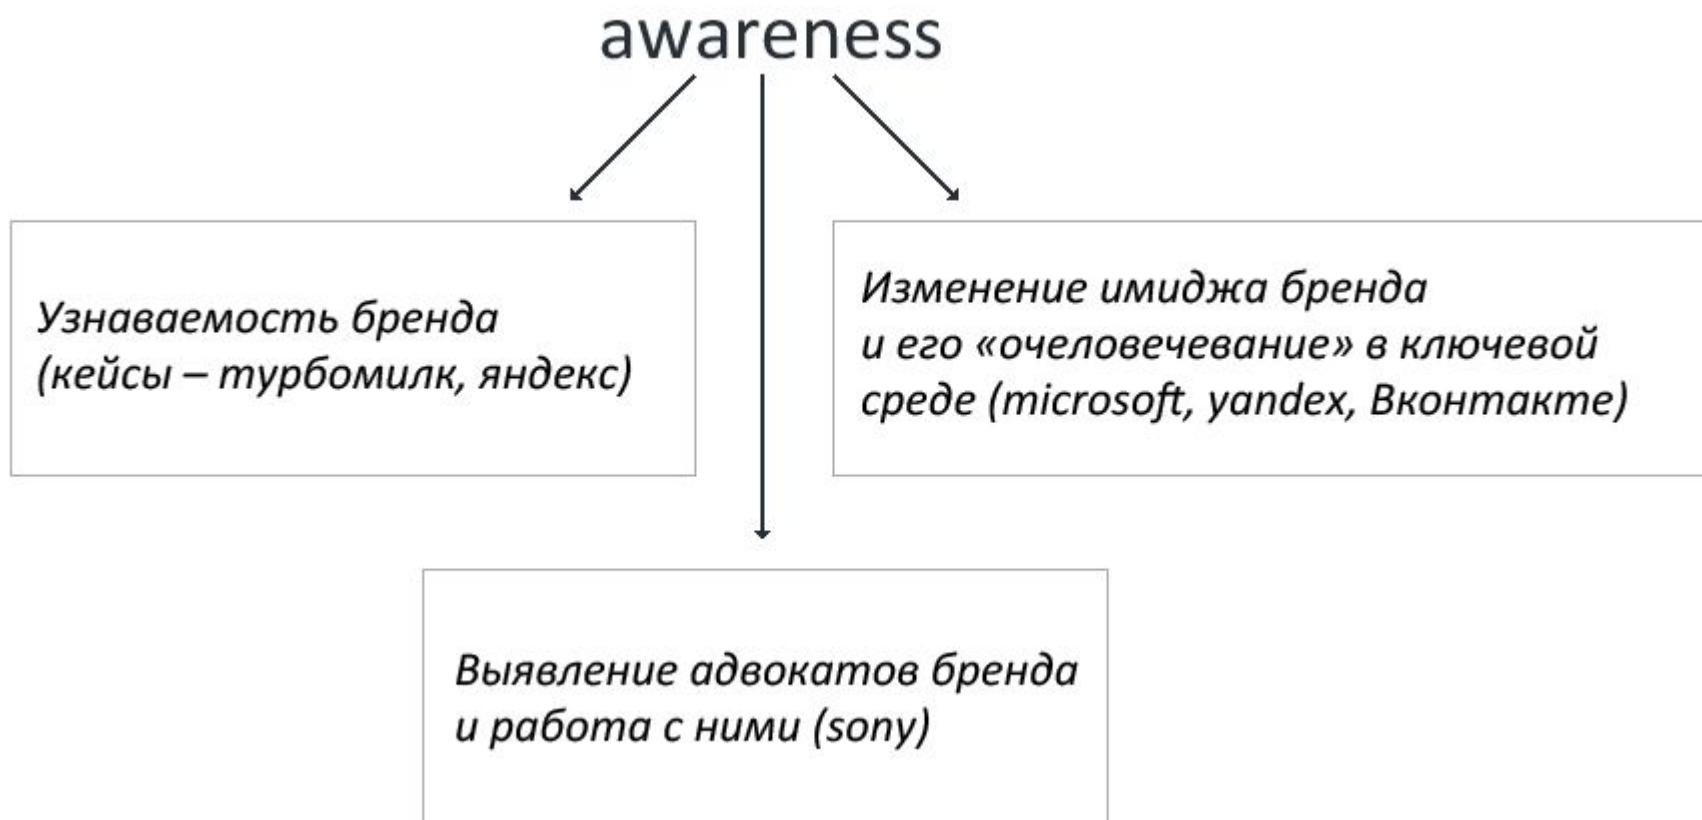 awareness
Узнаваемость бренда
(кейсы – турбомилк, яндекс)
Изменение имиджа бренда
и его «очеловечевание» в ключевой
среде (microsoft, yandex, Вконтакте)
Выявление адвокатов бренда
и работа с ними (sony)